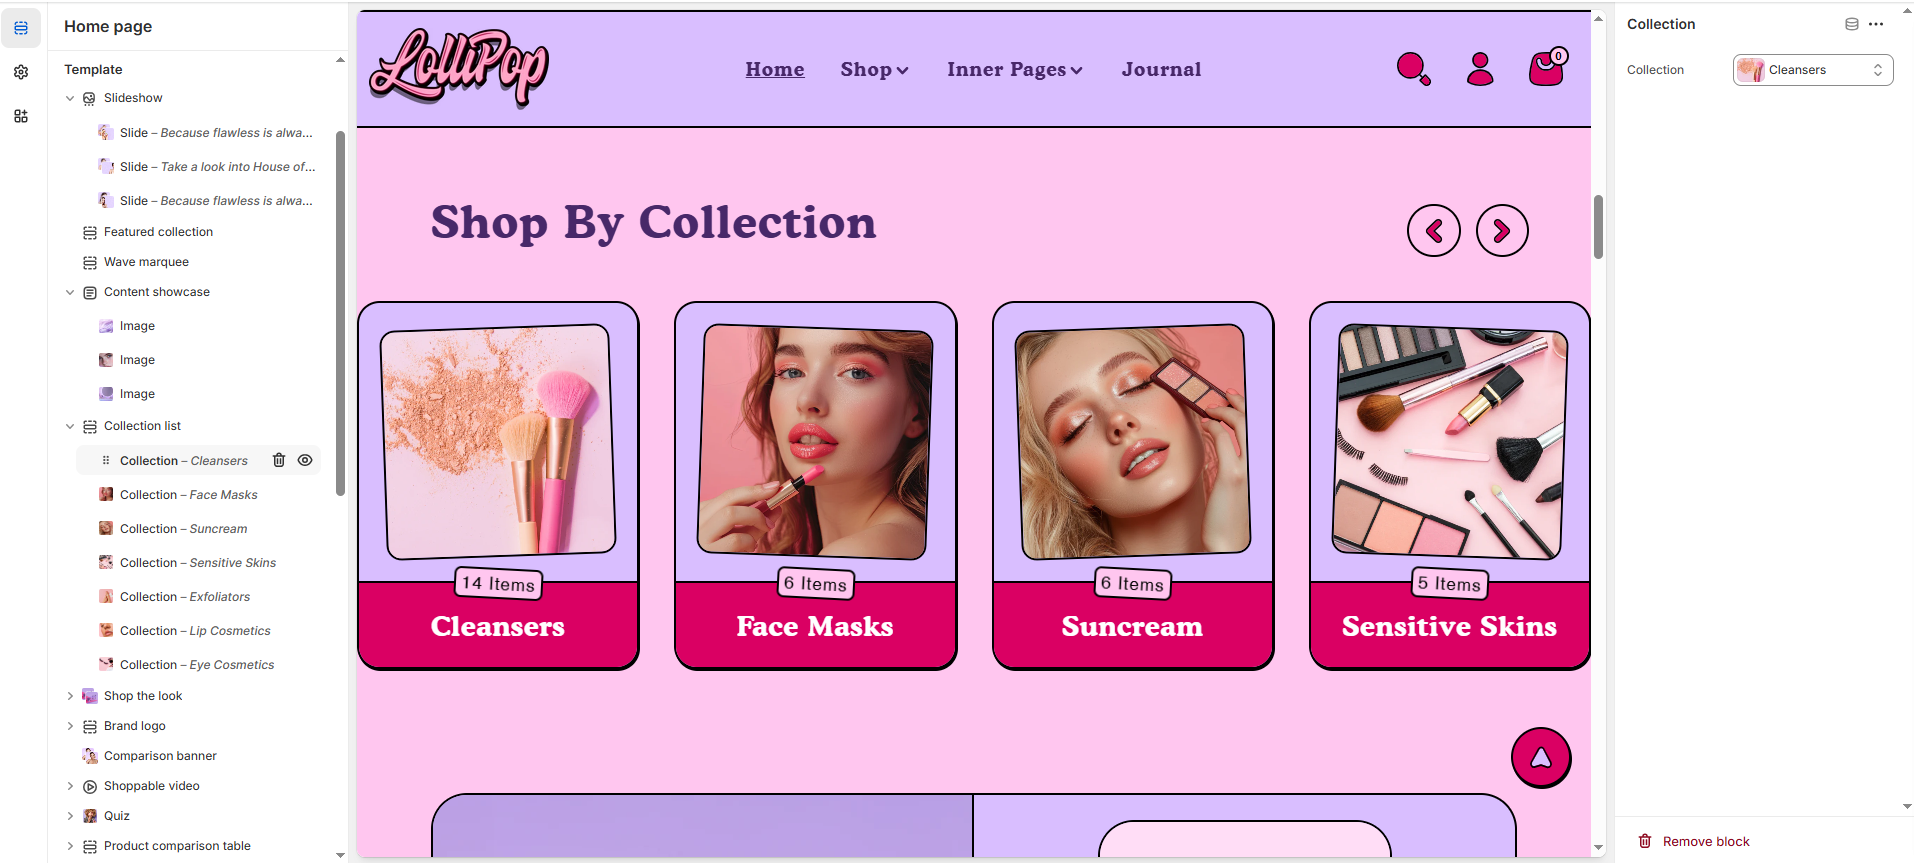 Home page
Template
Slideshow
Slide – Because flawless is alwa...
Slide – Take a look into House of...
Slide – Because flawless is alwa...
Featured collection
Wave marquee
Content showcase
Image
Image
Image
Collection list
Collection – Cleansers
Collection – Face Masks
Collection – Suncream
Collection – Sensitive Skins
Collection – Exfoliators
Collection – Lip Cosmetics
Collection – Eye Cosmetics
Shop the look
Brand logo
Comparison banner
Shoppable video
Quiz
Product comparison table
LolliPop
Home Shop Inner Pages Journal
0
Shop By Collection
14 Items
Cleansers
6 Items
Face Masks
6 Items
Suncream
5 Items
Sensitive Skins
Collection
Collection Cleansers
Remove block